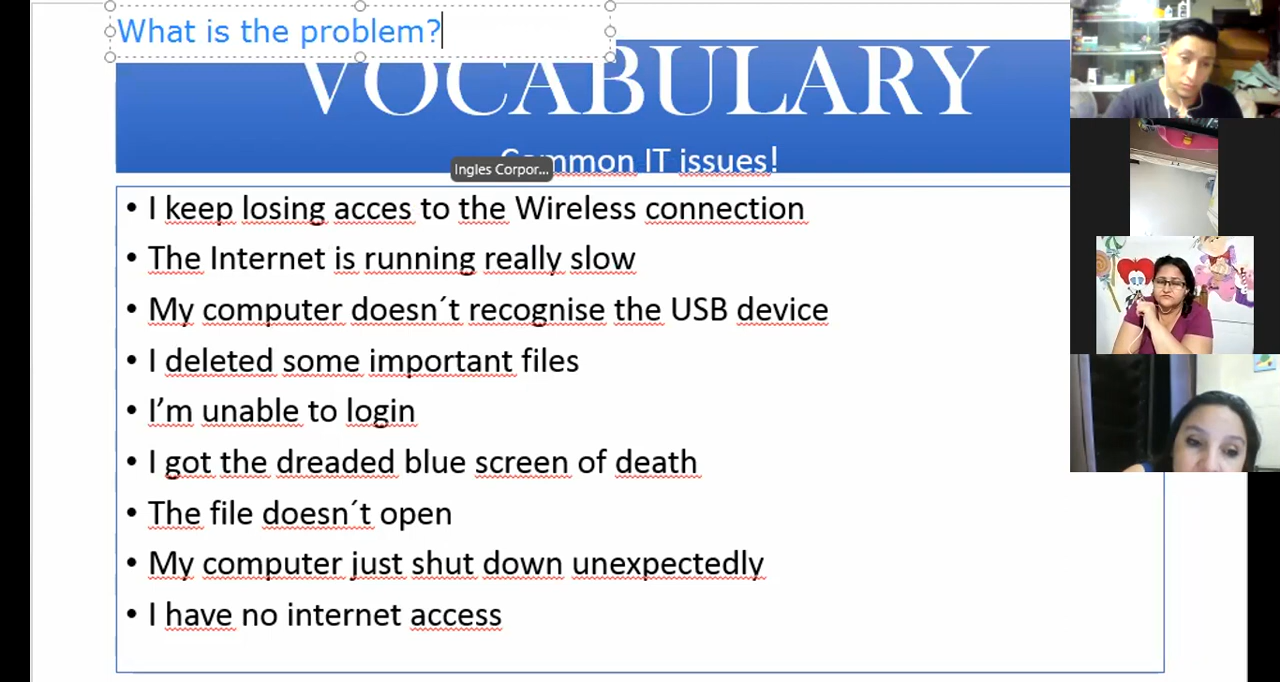 What is the problem?
VOCABULARY
Common IT issues!
Ingles Corpor...
• I keep losing acces to the Wireless connection
• The Internet is running really slow
• My computer doesn´t recognise the USB device
• I deleted some important files
• I'm unable to login
• I got the dreaded blue screen of death
• The file doesn´t open
• My computer just shut down unexpectedly
• I have no internet access